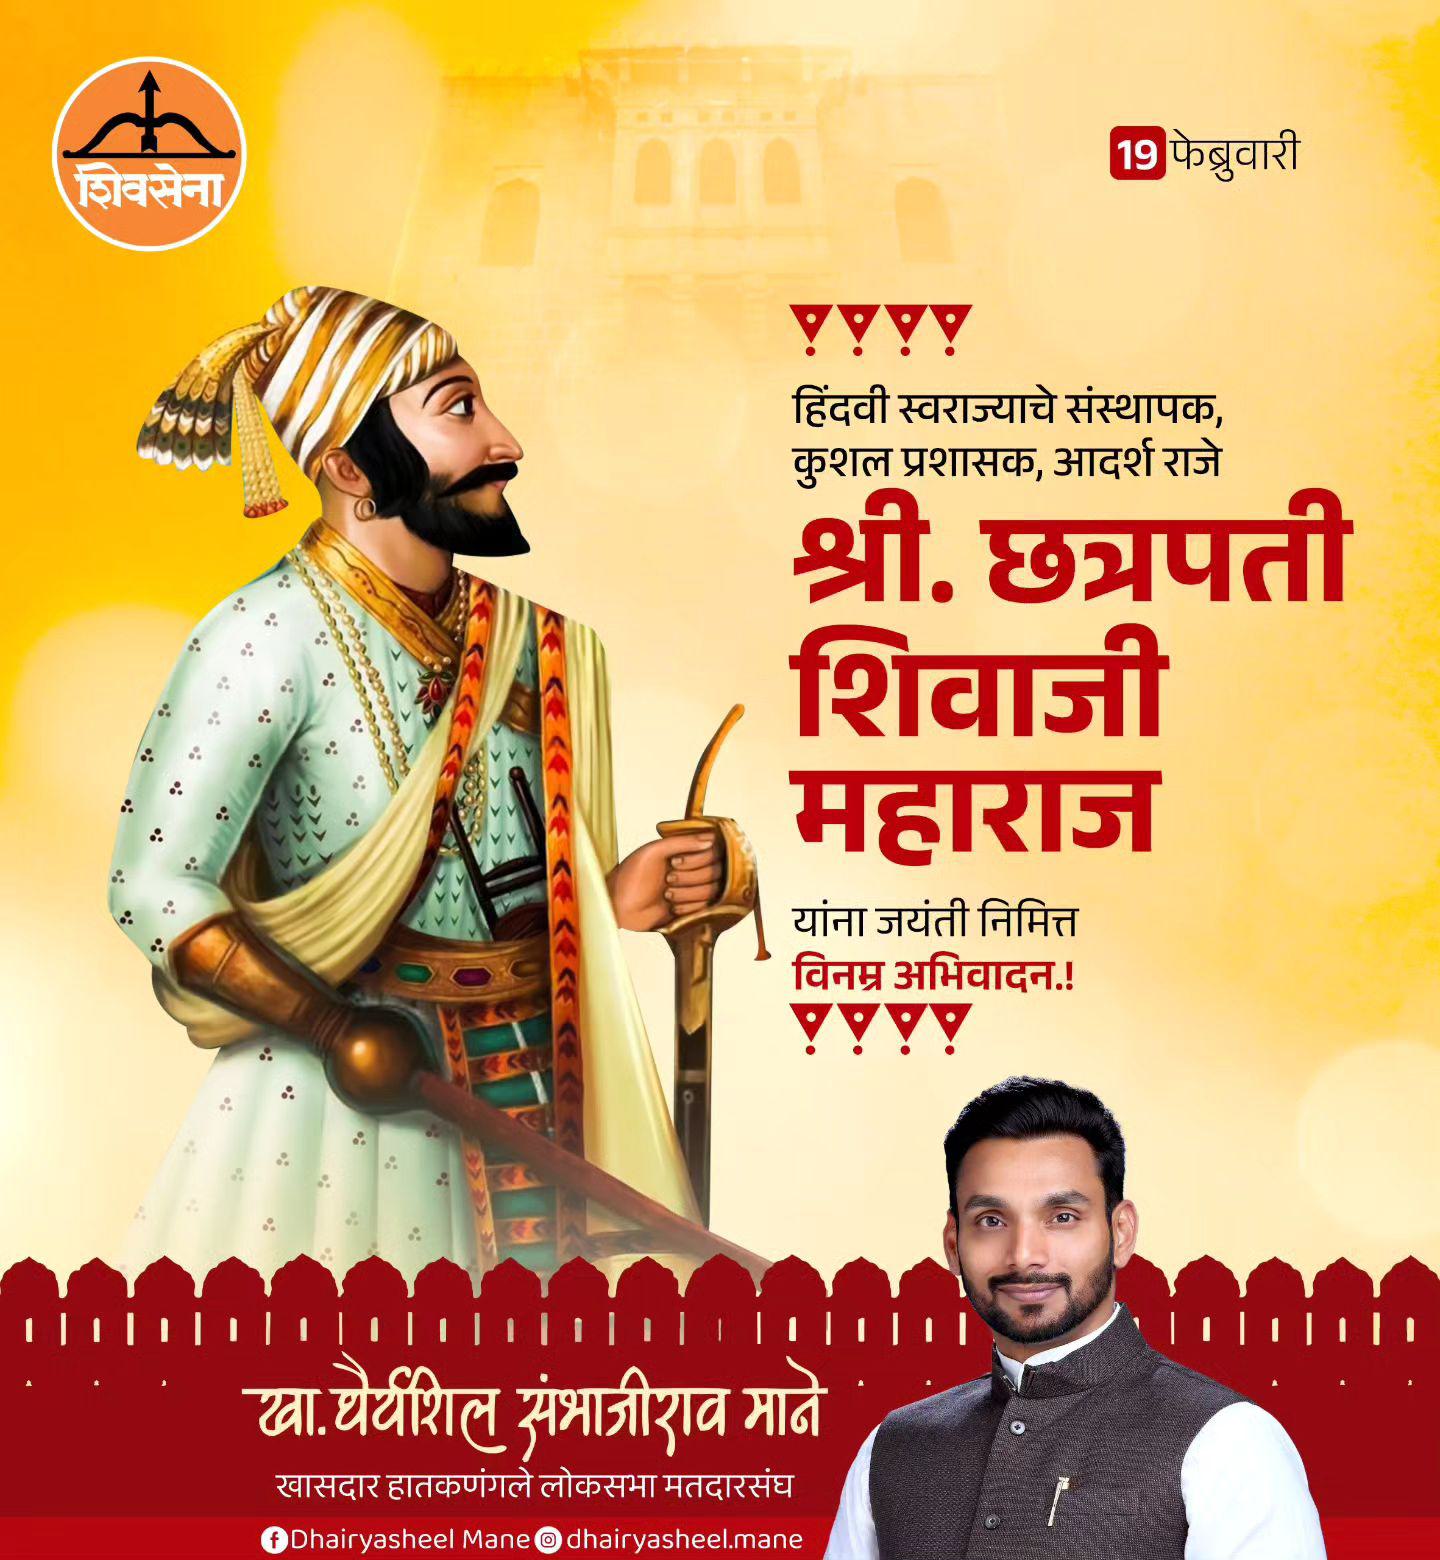 शिवसेना
19 फेब्रुवारी
हिंदवी स्वराज्याचे संस्थापक,
कुशल प्रशासक, आदर्श राजे
श्री. छत्रपती
शिवाजी
महाराज
यांना जयंती निमित्त
विनम्र अभिवादन.!
खा. धैर्यशिल संभाजीराव माने
खासदार हातकणंगले लोकसभा मतदारसंघ
Dhairyasheel Mane dhairyasheel.mane